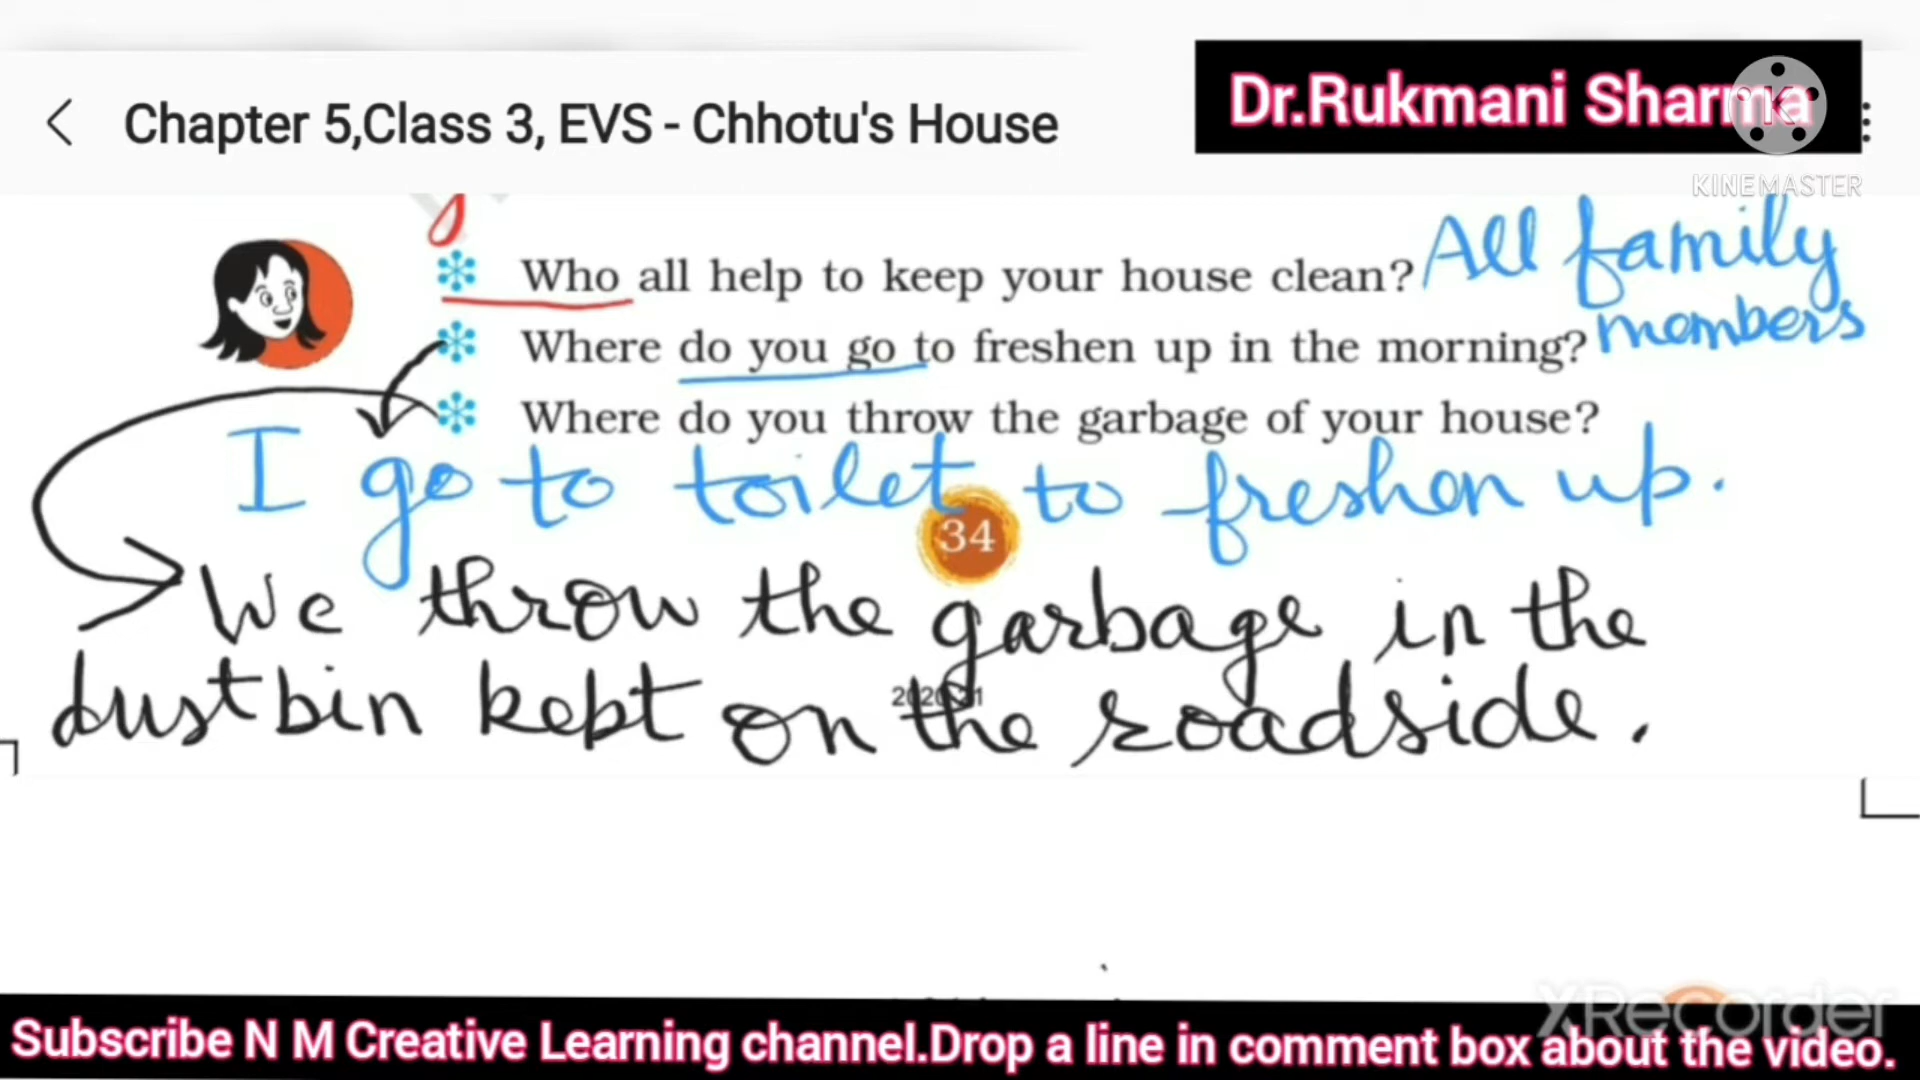 Chapter 5,Class 3, EVS - Chhotu's House
Dr.Rukmani Sharma
KINEMASTER
Who all help to keep your house clean? All family
members
Where do you go to freshen up in the morning?
Where do you throw the garbage of your house?
I go to toilet to freshen up.
34
We throw the garbage in the
2020-21
dustbin kept on the roadside.
XRecorder
Subscribe N M Creative Learning channel.Drop a line in comment box about the video.